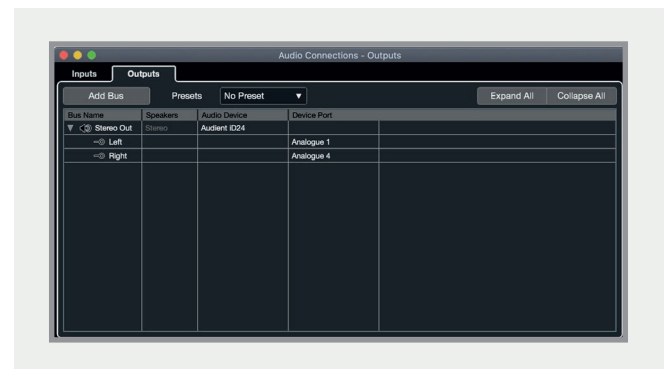 Audio Connections - Outputs
Inputs Outputs
Add Bus Presets No Preset Expand All Collapse All
Bus Name Speakers Audio Device Device Port
Stereo Out Stereo Audient ID24
Left Analogue 1
Right Analogue 4